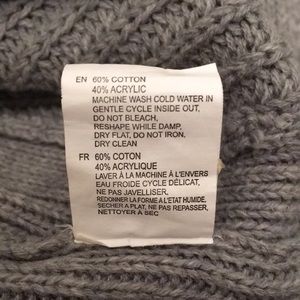 EN 60% COTTON
40% ACRYLIC
MACHINE WASH COLD WATER IN
GENTLE CYCLE INSIDE OUT,
DO NOT BLEACH,
RESHAPE WHILE DAMP,
DRY FLAT, DO NOT IRON,
DRY CLEAN
FR 60% COTON
40% ACRYLIQUE
LAVER À LA MACHINE À L'ENVERS
EAU FROIDE CYCLE DÉLICAT,
NE PAS JAVELLISER.
REDONNER LA FORME A L'ETAT HUMIDE,
SECHER A PLAT, NE PAS REPASSER,
NETTOYER A SEC